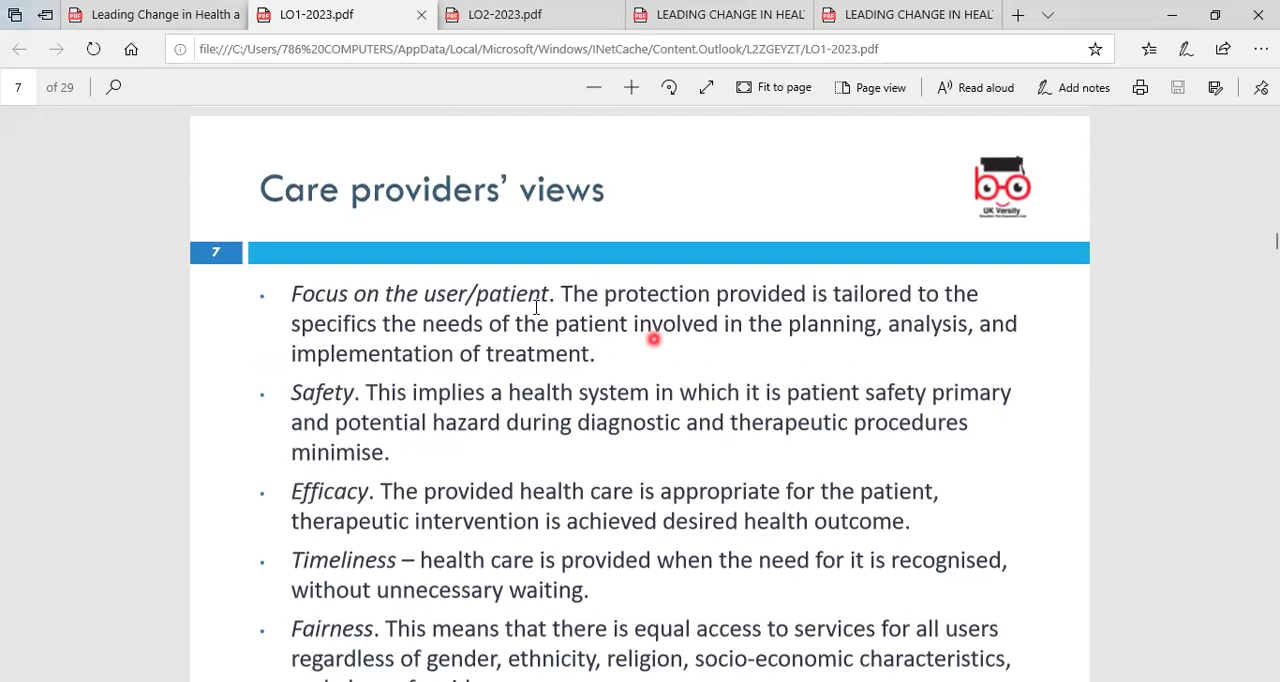 Leading Change in Health a
LO1-2023.pdf
LO2-2023.pdf
LEADING CHANGE IN HEAL
LEADING CHANGE IN HEAL
file:///C:/Users/786%20COMPUTERS/AppData/Local/Microsoft/Windows/INetCache/Content.Outlook/L2ZGEYZT/LO1-2023.pdf
7 of 29
Fit to page
Page view
Read aloud
Add notes
Care providers' views
UK Versity
7
• Focus on the user/patient. The protection provided is tailored to the
specifics the needs of the patient involved in the planning, analysis, and
implementation of treatment.
• Safety. This implies a health system in which it is patient safety primary
and potential hazard during diagnostic and therapeutic procedures
minimise.
• Efficacy. The provided health care is appropriate for the patient,
therapeutic intervention is achieved desired health outcome.
• Timeliness – health care is provided when the need for it is recognised,
without unnecessary waiting.
• Fairness. This means that there is equal access to services for all users
regardless of gender, ethnicity, religion, socio-economic characteristics,